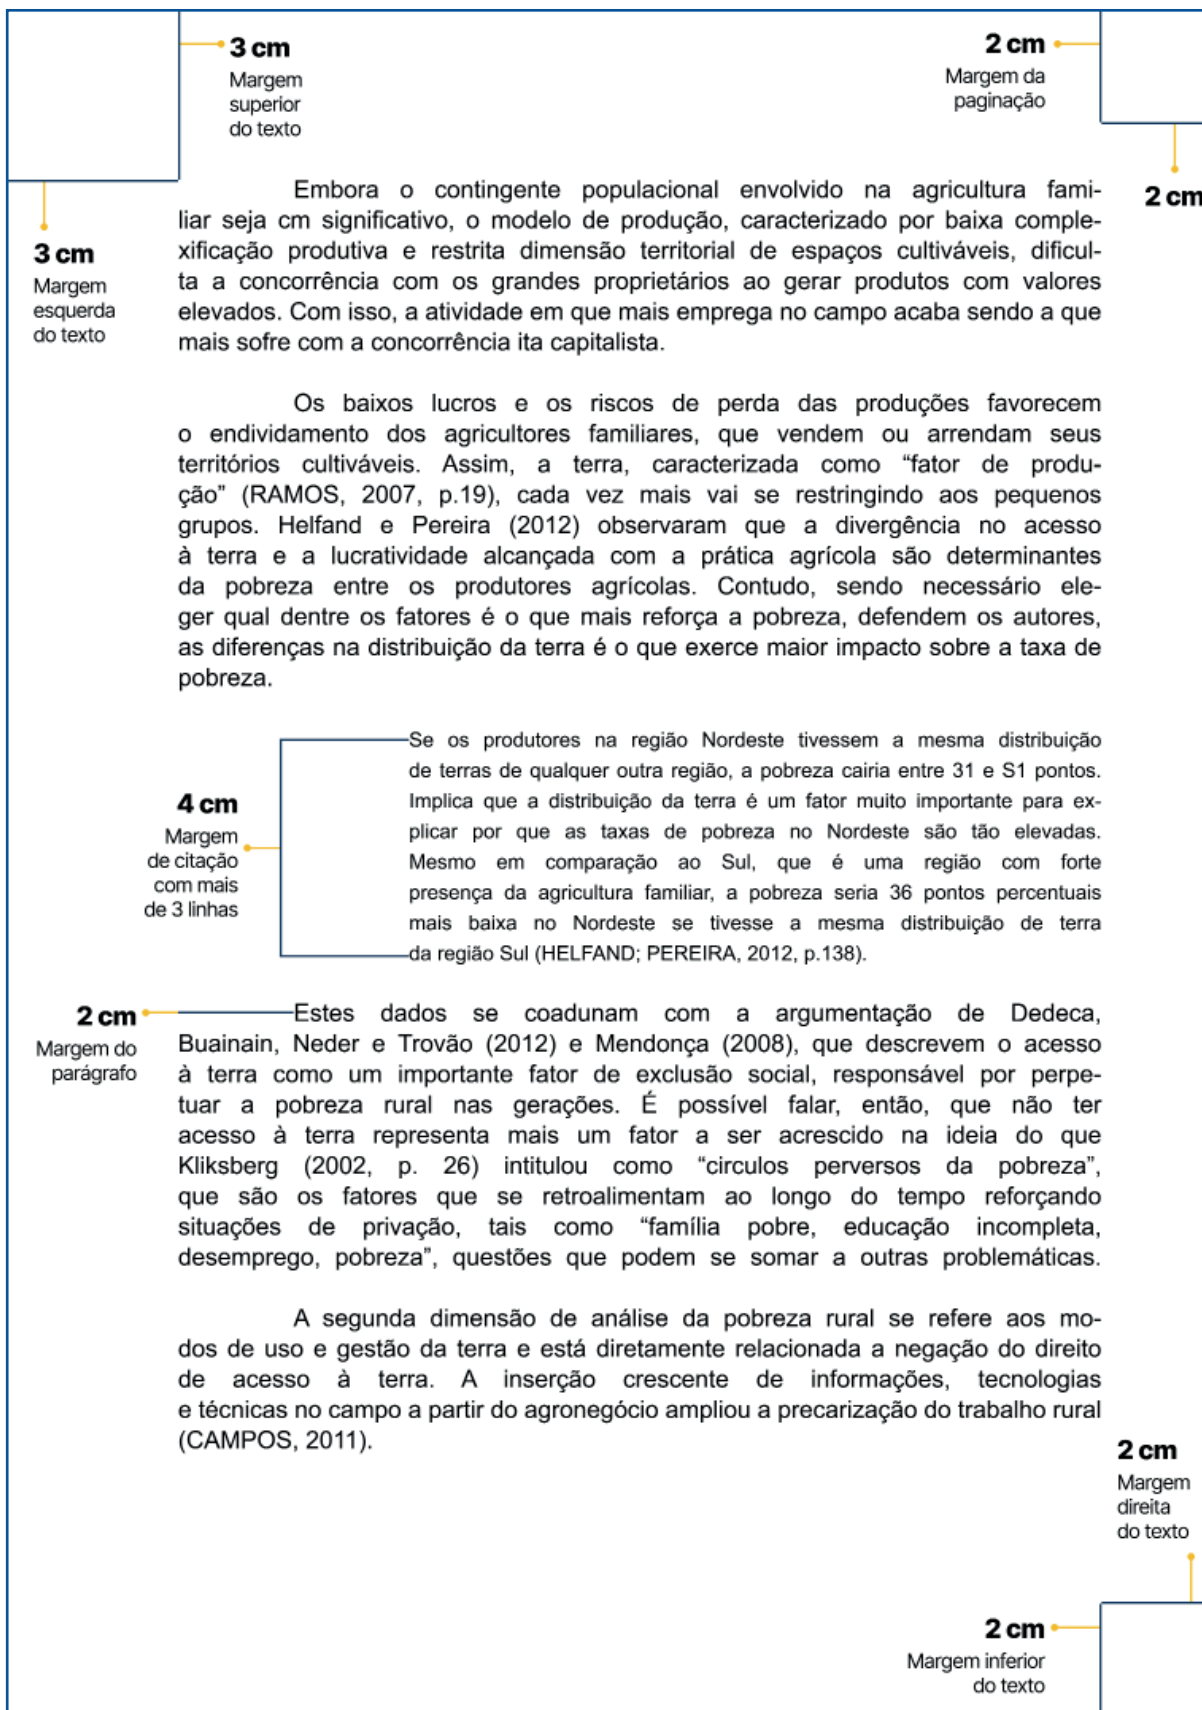 3 cm
Margem
superior
do texto
2 cm
Margem da
paginação
2 cm
3 cm
Margem
esquerda
do texto
Embora o contingente populacional envolvido na agricultura fami-
liar seja cm significativo, o modelo de produção, caracterizado por baixa comple-
xificação produtiva e restrita dimensão territorial de espaços cultiváveis, dificul-
ta a concorrência com os grandes proprietários ao gerar produtos com valores
elevados. Com isso, a atividade em que mais emprega no campo acaba sendo a que
mais sofre com a concorrência ita capitalista.
Os baixos lucros e os riscos de perda das produções favorecem
o endividamento dos agricultores familiares, que vendem ou arrendam seus
territórios cultiváveis. Assim, a terra, caracterizada como “fator de produ-
ção” (RAMOS, 2007, p.19), cada vez mais vai se restringindo aos pequenos
grupos. Helfand e Pereira (2012) observaram que a divergência no acesso
à terra e a lucratividade alcançada com a prática agrícola são determinantes
da pobreza entre os produtores agrícolas. Contudo, sendo necessário ele-
ger qual dentre os fatores é o que mais reforça a pobreza, defendem os autores,
as diferenças na distribuição da terra é o que exerce maior impacto sobre a taxa de
pobreza.
4 cm
Margem
de citação
com mais
de 3 linhas
Se os produtores na região Nordeste tivessem a mesma distribuição
de terras de qualquer outra região, a pobreza cairia entre 31 e S1 pontos.
Implica que a distribuição da terra é um fator muito importante para ex-
plicar por que as taxas de pobreza no Nordeste são tão elevadas.
Mesmo em comparação ao Sul, que é uma região com forte
presença da agricultura familiar, a pobreza seria 36 pontos percentuais
mais baixa no Nordeste se tivesse a mesma distribuição de terra
da região Sul (HELFAND; PEREIRA, 2012, p.138).
2 cm
Margem do
parágrafo
Estes dados se coadunam com a argumentação de Dedeca,
Buainain, Neder e Trovão (2012) e Mendonça (2008), que descrevem o acesso
à terra como um importante fator de exclusão social, responsável por perpe-
tuar a pobreza rural nas gerações. É possível falar, então, que não ter
acesso à terra representa mais um fator a ser acrescido na ideia do que
Kliksberg (2002, p. 26) intitulou como “circulos perversos da pobreza”,
que são os fatores que se retroalimentam ao longo do tempo reforçando
situações de privação, tais como “família pobre, educação incompleta,
desemprego, pobreza”, questões que podem se somar a outras problemáticas.
A segunda dimensão de análise da pobreza rural se refere aos mo-
dos de uso e gestão da terra e está diretamente relacionada a negação do direito
de acesso à terra. A inserção crescente de informações, tecnologias
e técnicas no campo a partir do agronegócio ampliou a precarização do trabalho rural
(CAMPOS, 2011).
2 cm
Margem
direita
do texto
2 cm
Margem inferior
do texto